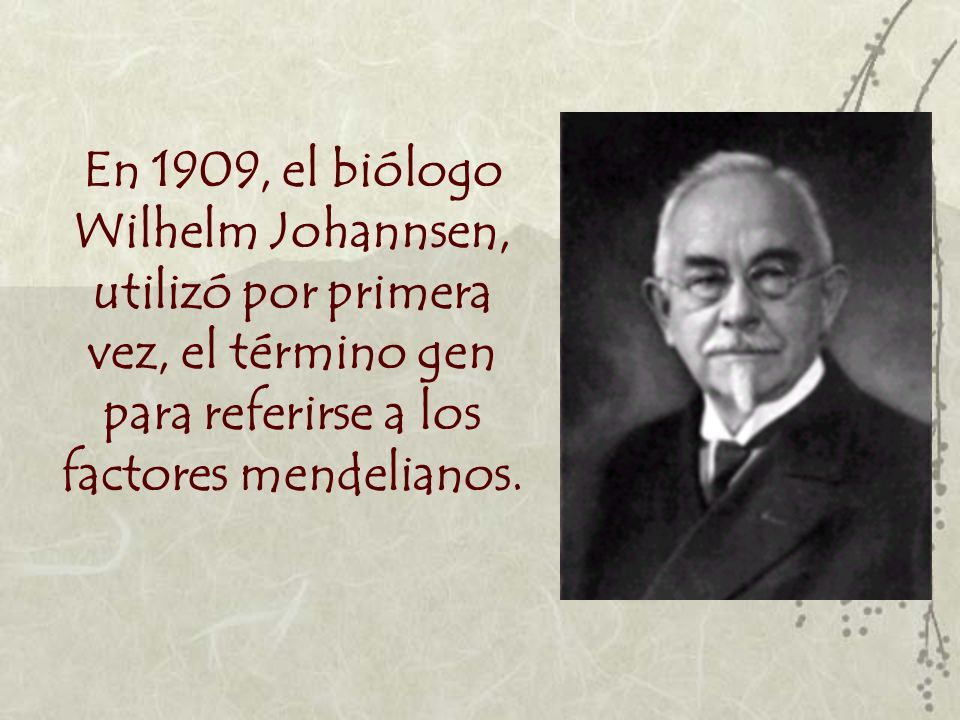 En 1909, el biólogo
Wilhelm Johannsen,
utilizó por primera
vez, el término gen
para referirse a los
factores mendelianos.